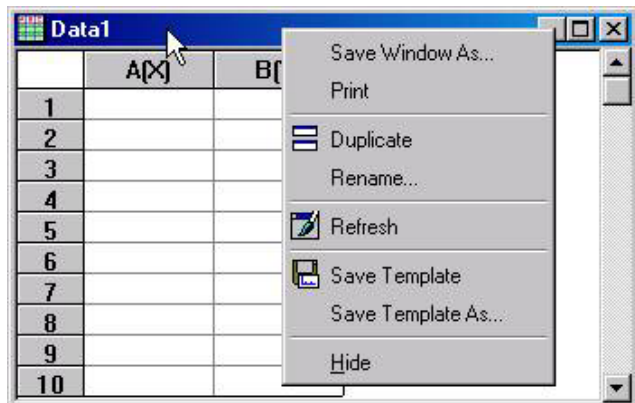 Data1
A(X)
B(
1
2
3
4
5
6
7
8
9
10
Save Window As...
Print
Duplicate
Rename...
Refresh
Save Template
Save Template As...
Hide